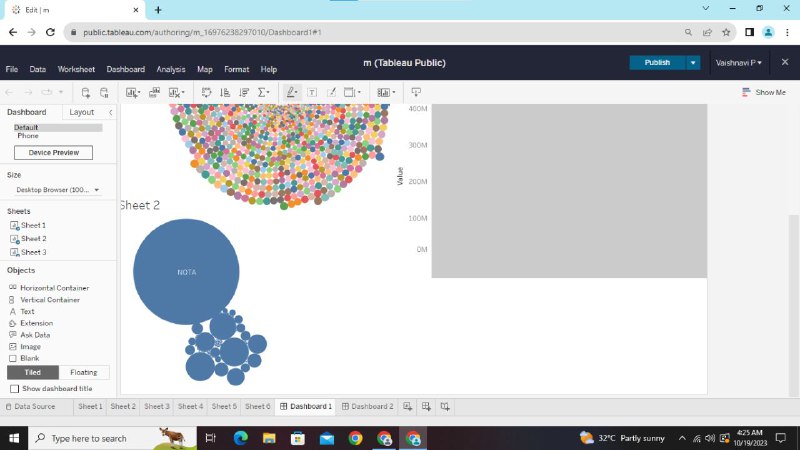 Edit | m
public.tableau.com/authoring/m_16976238297010/Dashboard1#1
m (Tableau Public)
Publish
Vaishnavi P
File Data Worksheet Dashboard Analysis Map Format Help
Show Me
Dashboard Layout
Default
Phone
Device Preview
Size
Desktop Browser (100...
Sheets
Sheet 1
Sheet 2
Sheet 3
Objects
Horizontal Container
Vertical Container
Text
Extension
Ask Data
Image
Blank
Tiled Floating
Show dashboard title
Sheet 2
NOTA
400M
Value
200M
100M
0M
Data Source Sheet 1 Sheet 2 Sheet 3 Sheet 4 Sheet 5 Sheet 6 Dashboard 1 Dashboard 2
Type here to search
32°C Partly sunny
4:25 AM
10/19/2023